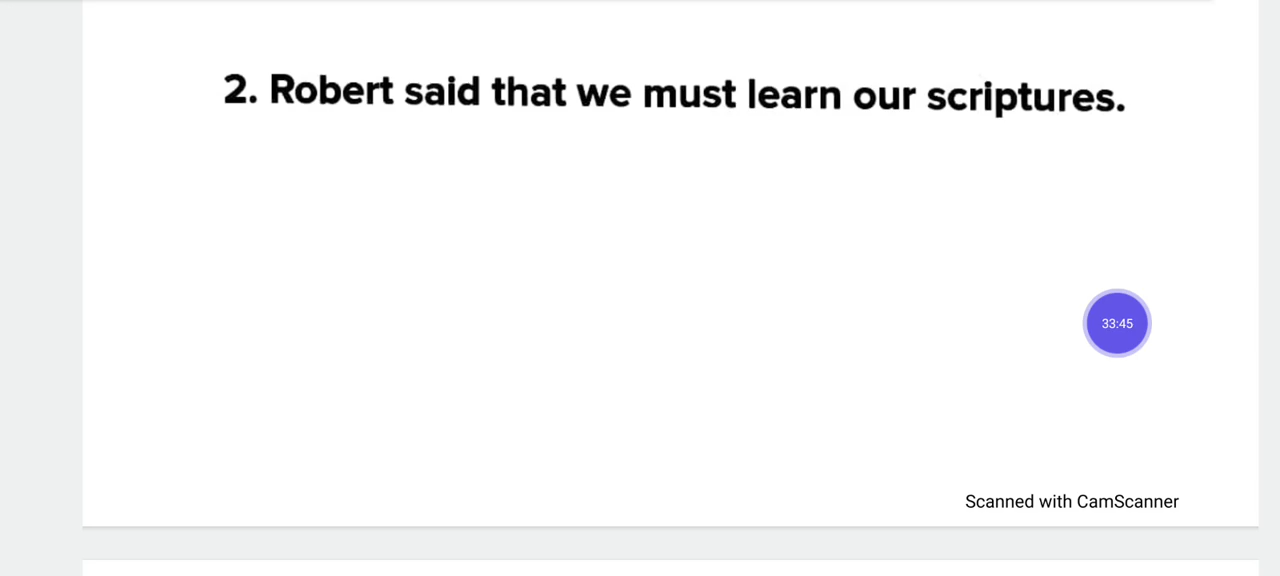 2. Robert said that we must learn our scriptures.
33:45
Scanned with CamScanner